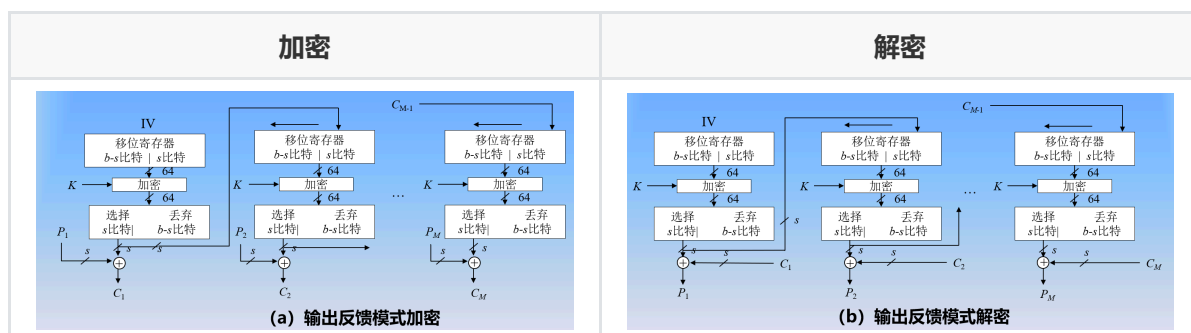 加密 解密
C_{M-1}
IV
移位寄存器 移位寄存器 移位寄存器
b-s比特 | s比特 b-s比特 | s比特 b-s比特 | s比特
64 64 64
K 加密 K 加密 K 加密
64 64 … 64
选择 丢弃 选择 丢弃 选择 丢弃
s比特| b-s比特 s比特| b-s比特 s比特| b-s比特
P_1 P_2 P_M
s s s s s s s
C_1 C_2 C_M
(a) 输出反馈模式加密
C_{M-1}
IV
移位寄存器 移位寄存器 移位寄存器
b-s比特 | s比特 b-s比特 | s比特 b-s比特 | s比特
64 64 64
K 加密 K 加密 … K 加密
64 64 64
选择 丢弃 s 选择 丢弃 选择 丢弃
s比特| b-s比特 s比特| b-s比特 s比特| b-s比特
s s s s s s
C_1 C_2 C_M
P_1 P_2 P_M
(b) 输出反馈模式解密